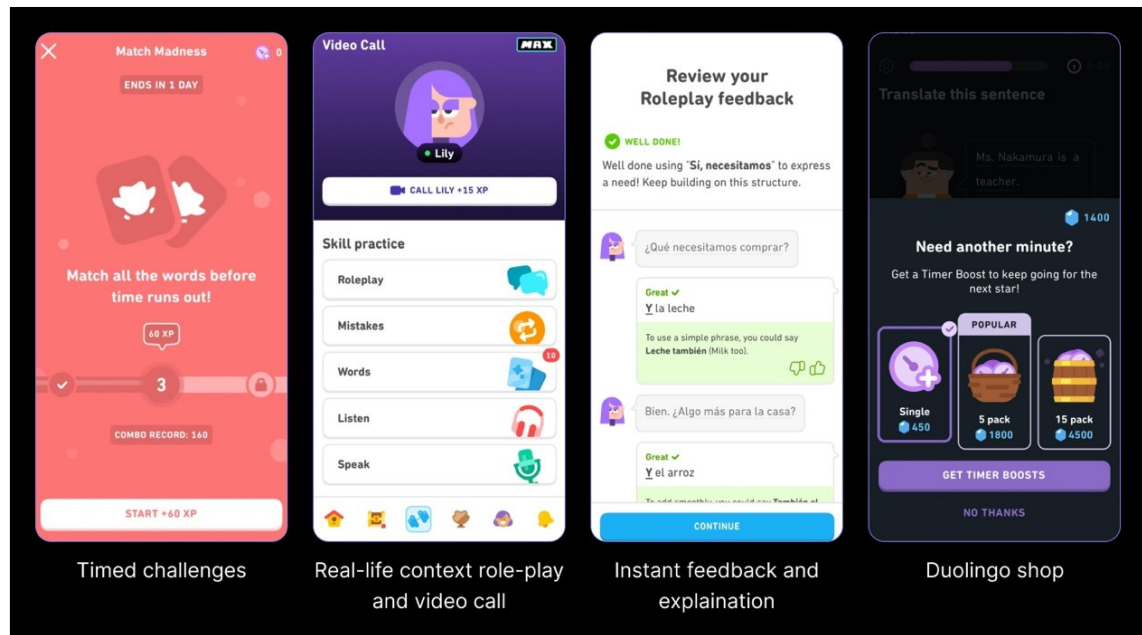 Match Madness
0
ENDS IN 1 DAY
Match all the words before
time runs out!
60 XP
3
COMBO RECORD: 160
START +60 XP
Timed challenges
Video Call
MAX
Lily
CALL LILY +15 XP
Skill practice
Roleplay
Mistakes
Words
10
Listen
Speak
Real-life context role-play
and video call
Review your
Roleplay feedback
WELL DONE!
Well done using "Sí, necesitamos" to express
a need! Keep building on this structure.
¿Qué necesitamos comprar?
Great
Y la leche
To use a simple phrase, you could say
Leche también (Milk too).
Bien. ¿Algo más para la casa?
Great
Y el arroz
CONTINUE
Instant feedback and
explaination
Translate this sentence
Ms. Nakamura is a
teacher.
1400
Need another minute?
Get a Timer Boost to keep going for the
next star!
POPULAR
Single
450
5 pack
1800
15 pack
4500
GET TIMER BOOSTS
NO THANKS
Duolingo shop